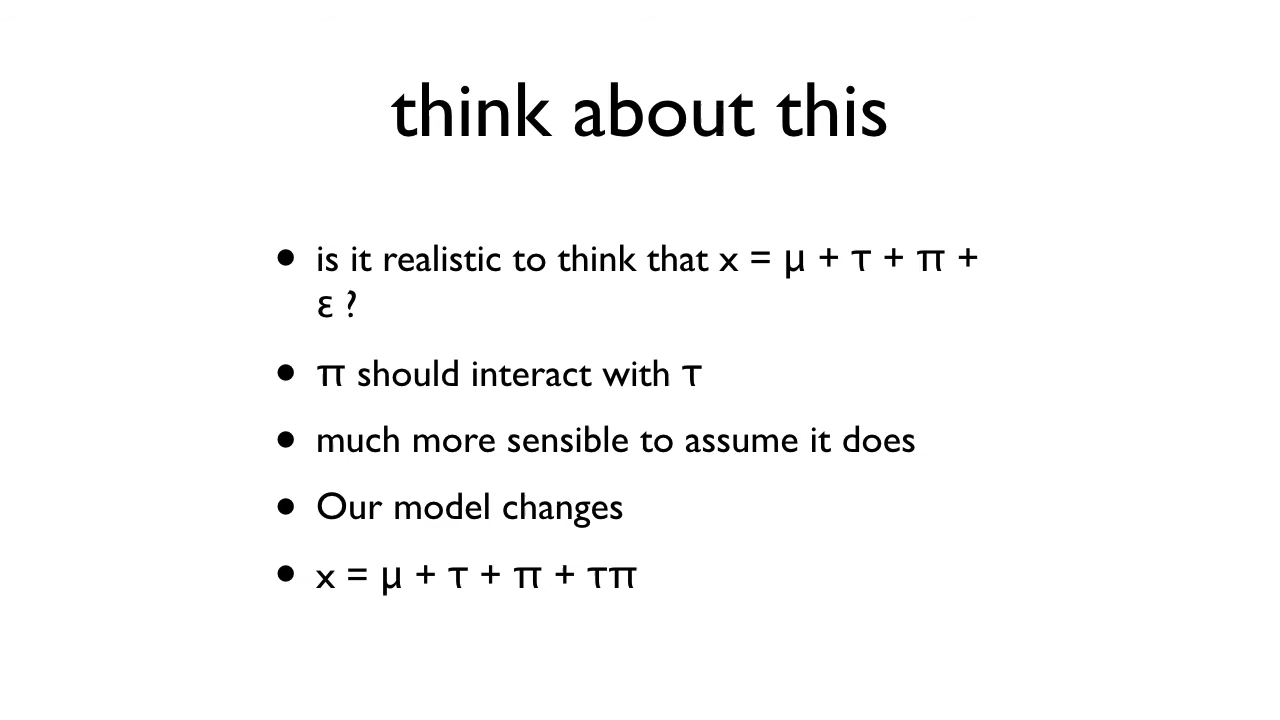 think about this
• is it realistic to think that x = μ + τ + π +
ε ?
• π should interact with τ
• much more sensible to assume it does
• Our model changes
• x = μ + τ + π + τπ